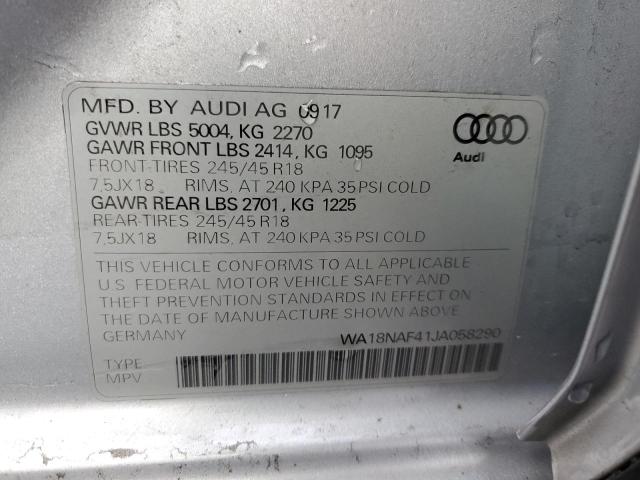 MFD. BY AUDI AG 09 17
GVWR LBS 5004, KG 2270
GAWR FRONT LBS 2414, KG 1095
FRONT-TIRES 245/45 R18
7,5JX18 RIMS, AT 240 KPA 35 PSI COLD
GAWR REAR LBS 2701, KG 1225
REAR-TIRES 245/45 R18
7,5JX18 RIMS, AT 240 KPA 35 PSI COLD
Audi
THIS VEHICLE CONFORMS TO ALL APPLICABLE
U.S. FEDERAL MOTOR VEHICLE SAFETY AND
THEFT PREVENTION STANDARDS IN EFFECT ON
THE DATE OF MANUFACTURE SHOWN ABOVE.
GERMANY WA18NAF41JA058290
TYPE
MPV